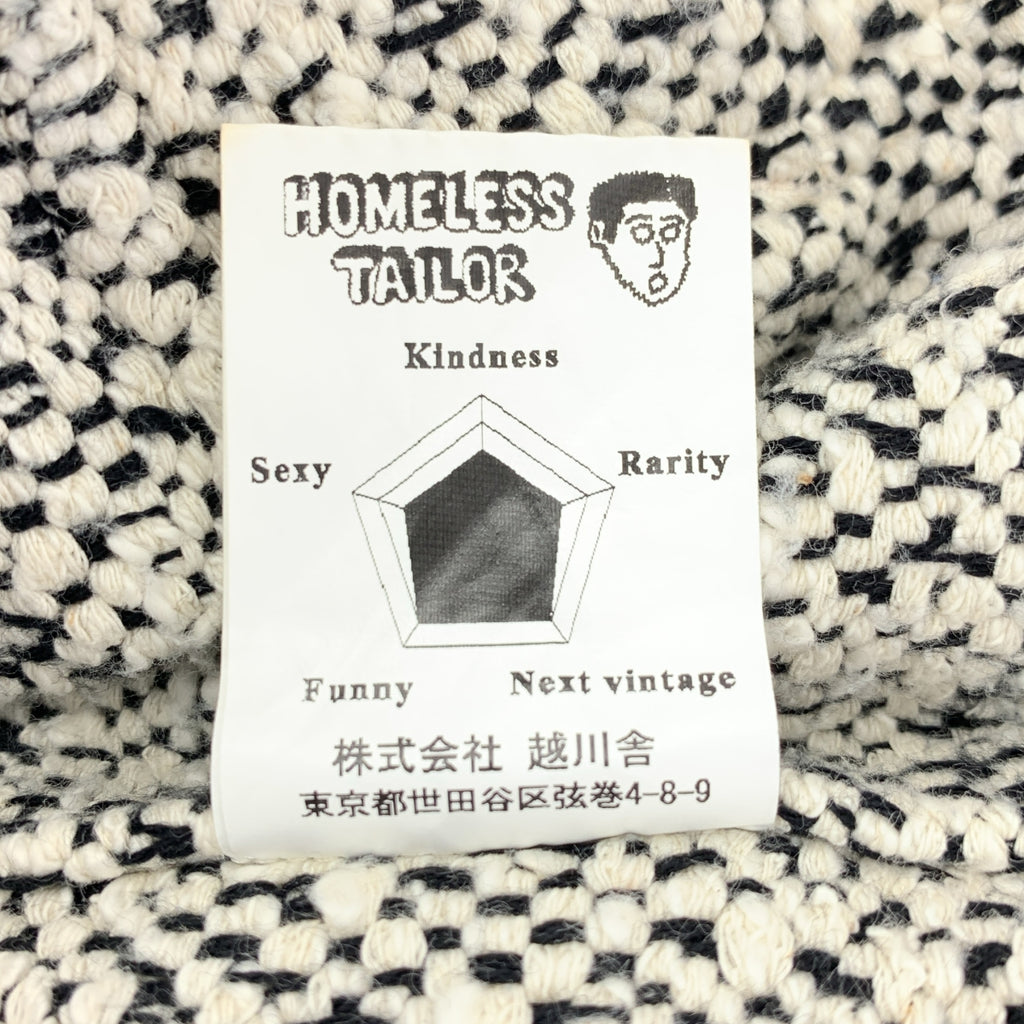 HOMELESS
TAILOR
Kindness
Sexy
Rarity
Funny
Next vintage
株式会社 越川舎
東京都世田谷区弦巻4-8-9